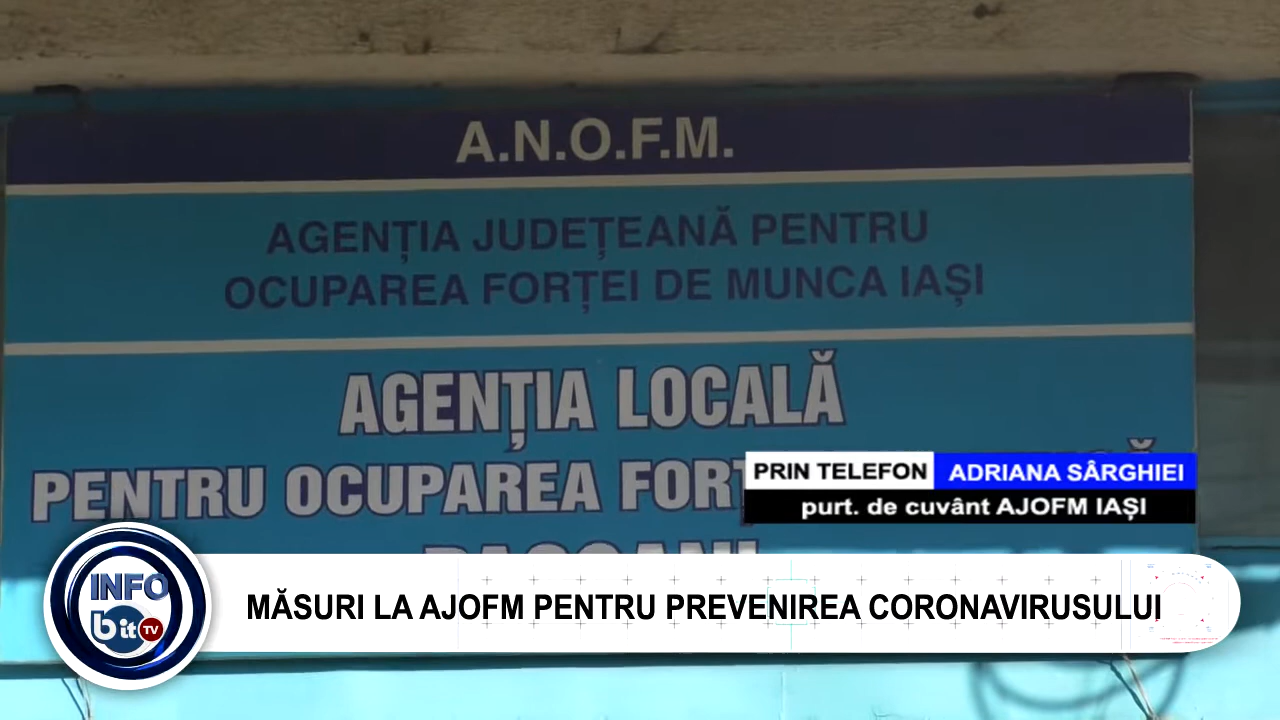 A.N.O.F.M.
AGENȚIA JUDEȚEANĂ PENTRU
OCUPAREA FORȚEI DE MUNCA IAȘI
AGENȚIA LOCALĂ
PENTRU OCUPAREA
PRIN TELEFON ADRIANA SÂRGHIEI
purt. de cuvânt AJOFM IAȘI
INFO
bit TV
MĂSURI LA AJOFM PENTRU PREVENIREA CORONAVIRUSULUI